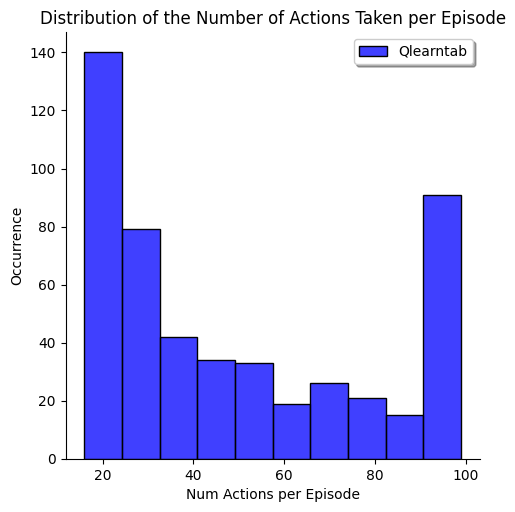 Distribution of the Number of Actions Taken per Episode
Qlearntab
140
120
100
80
60
40
20
0
Occurrence
20 40 60 80 100
Num Actions per Episode